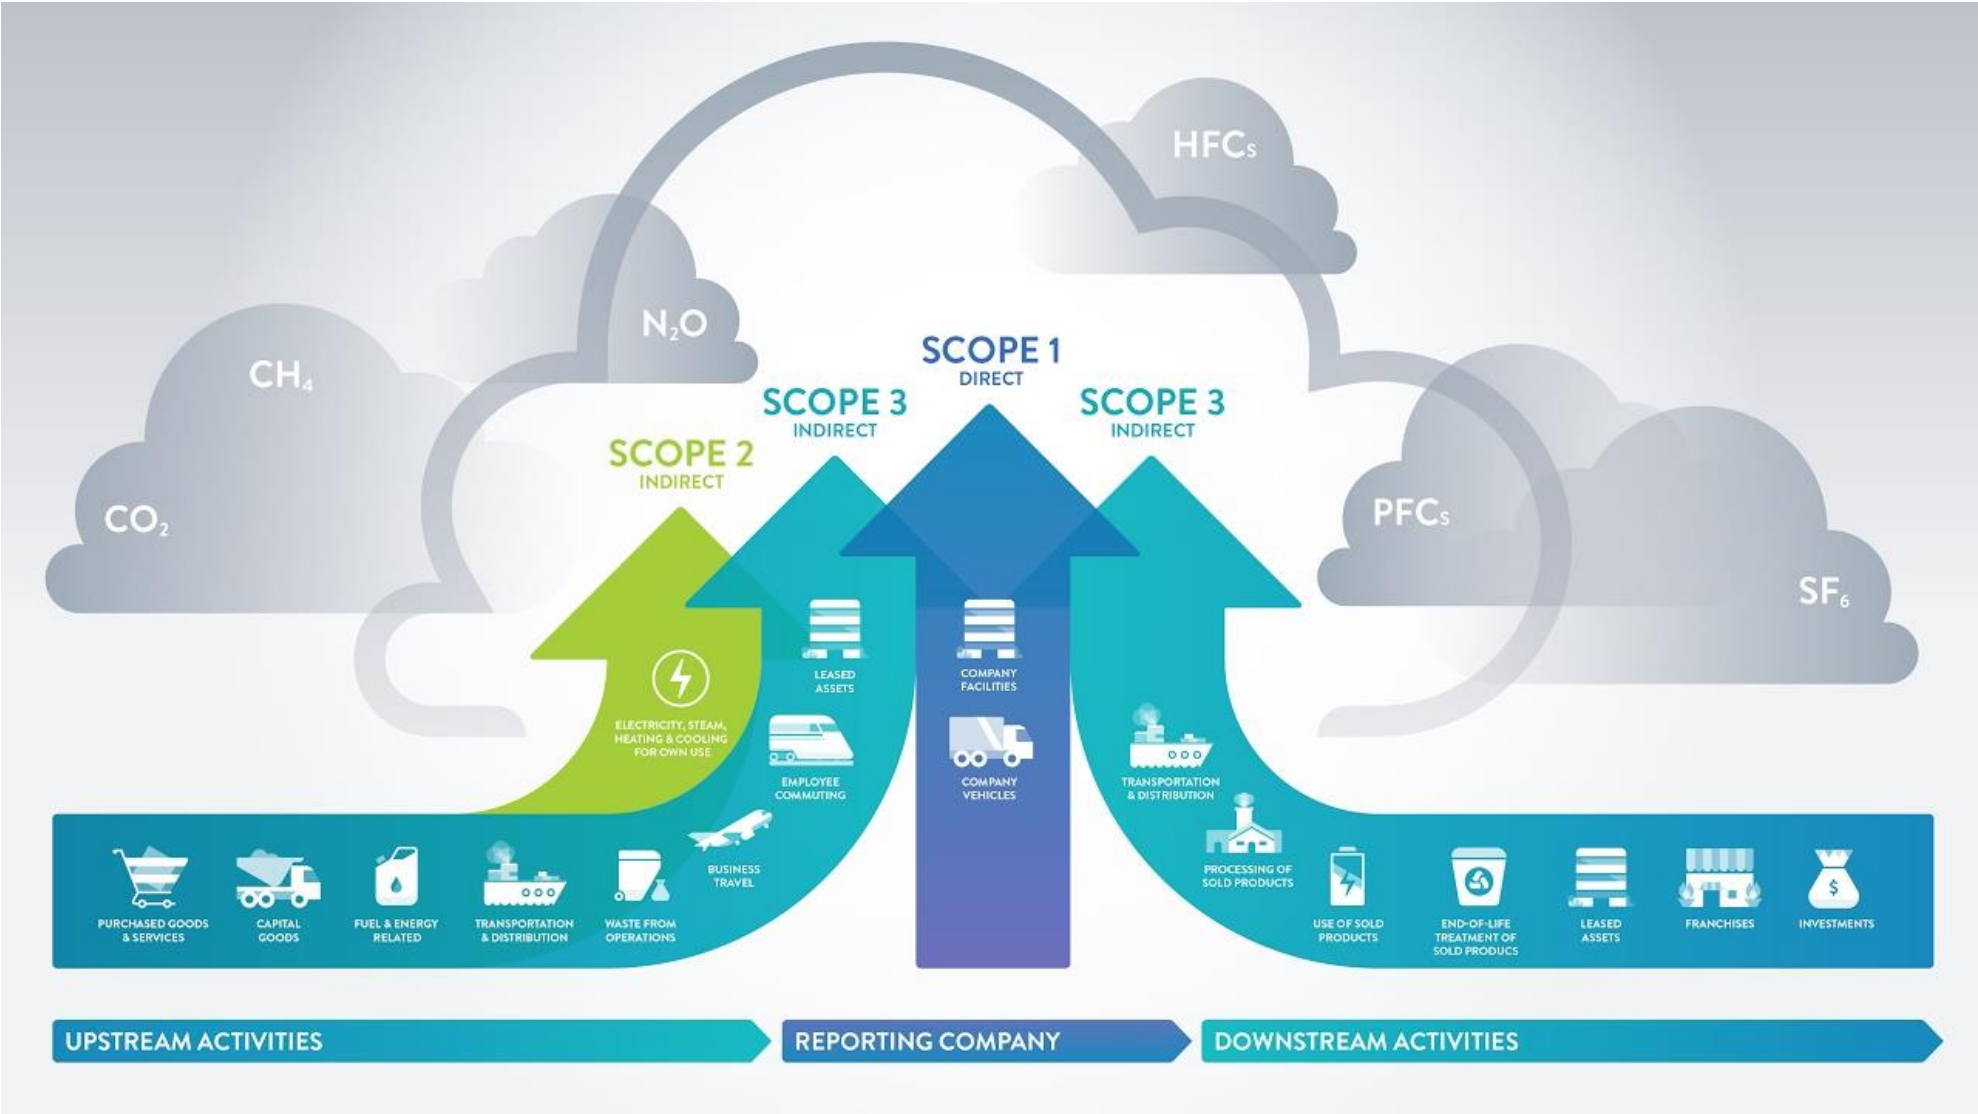 HFCs
N₂O
CH₄
SCOPE 1
DIRECT
SCOPE 3
INDIRECT
SCOPE 3
INDIRECT
SCOPE 2
INDIRECT
CO₂
PFCs
SF₆
ELECTRICITY, STEAM,
HEATING & COOLING
FOR OWN USE
LEASED
ASSETS
EMPLOYEE
COMMUTING
BUSINESS
TRAVEL
COMPANY
FACILITIES
COMPANY
VEHICLES
TRANSPORTATION
& DISTRIBUTION
PROCESSING OF
SOLD PRODUCTS
PURCHASED GOODS
& SERVICES
CAPITAL
GOODS
FUEL & ENERGY
RELATED
TRANSPORTATION
& DISTRIBUTION
WASTE FROM
OPERATIONS
USE OF SOLD
PRODUCTS
END-OF-LIFE
TREATMENT OF
SOLD PRODUCS
LEASED
ASSETS
FRANCHISES
$
INVESTMENTS
UPSTREAM ACTIVITIES
REPORTING COMPANY
DOWNSTREAM ACTIVITIES